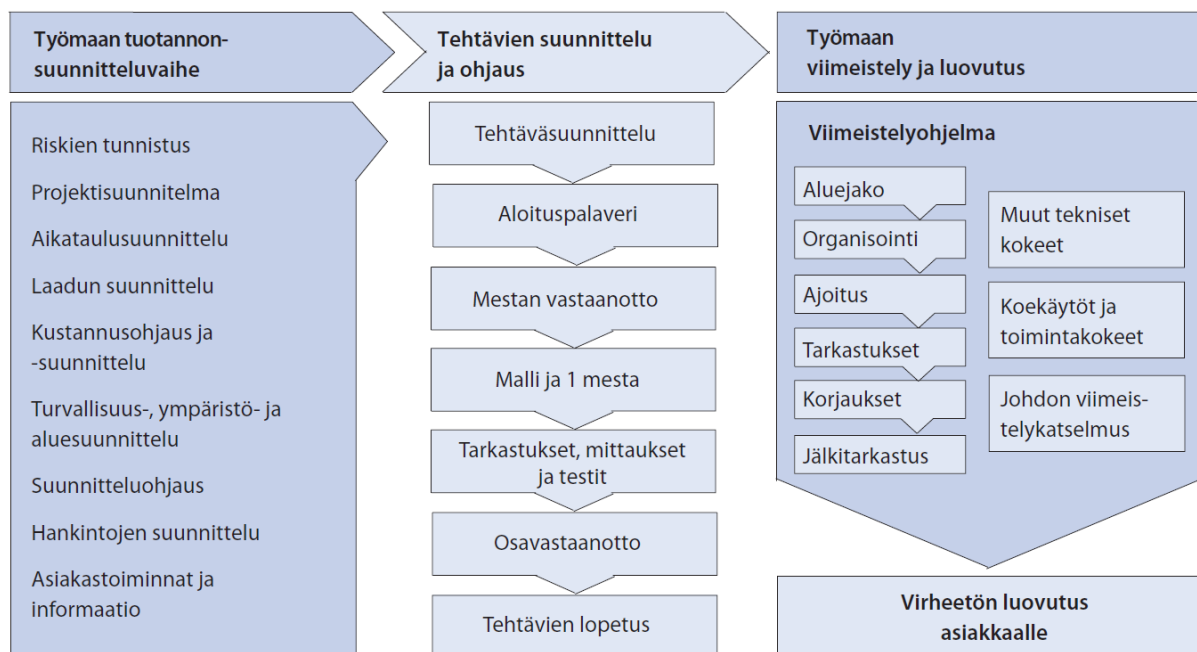 Työmaan tuotannon-
suunnitteluvaihe
Riskien tunnistus
Projektisuunnitelma
Aikataulusuunnittelu
Laadun suunnittelu
Kustannusohjaus ja
-suunnittelu
Turvallisuus-, ympäristö- ja
aluesuunnittelu
Suunnitteluohjaus
Hankintojen suunnittelu
Asiakastoiminnat ja
informaatio
Tehtävien suunnittelu
ja ohjaus
Tehtäväsuunnittelu
Aloituspalaveri
Mestan vastaanotto
Malli ja 1 mesta
Tarkastukset, mittaukset
ja testit
Osavastaanotto
Tehtävien lopetus
Työmaan
viimeistely ja luovutus
Viimeistelyohjelma
Aluejako
Organisointi
Ajoitus
Tarkastukset
Korjaukset
Jälkitarkastus
Muut tekniset
kokeet
Koekäytöt ja
toimintakokeet
Johdon viimeis-
telykatselmus
Virheetön luovutus
asiakkaalle